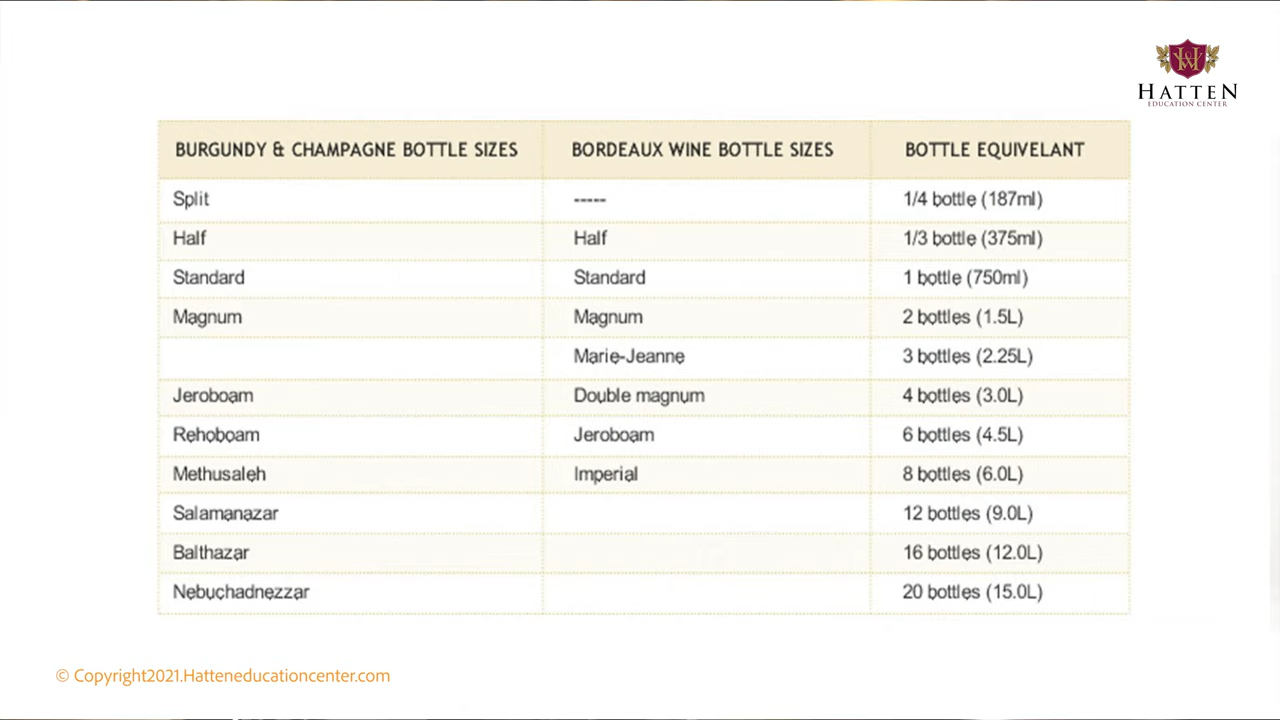 HATTEN
EDUCATION CENTER
BURGUNDY & CHAMPAGNE BOTTLE SIZES BORDEAUX WINE BOTTLE SIZES BOTTLE EQUIVELANT
Split ----- 1/4 bottle (187ml)
Half Half 1/3 bottle (375ml)
Standard Standard 1 bottle (750ml)
Magnum Magnum 2 bottles (1.5L)
Marie-Jeanne 3 bottles (2.25L)
Jeroboam Double magnum 4 bottles (3.0L)
Rehoboam Jeroboam 6 bottles (4.5L)
Methusaleh Imperial 8 bottles (6.0L)
Salamanazar 12 bottles (9.0L)
Balthazar 16 bottles (12.0L)
Nebuchadnezzar 20 bottles (15.0L)
© Copyright2021.Hatteneducationcenter.com